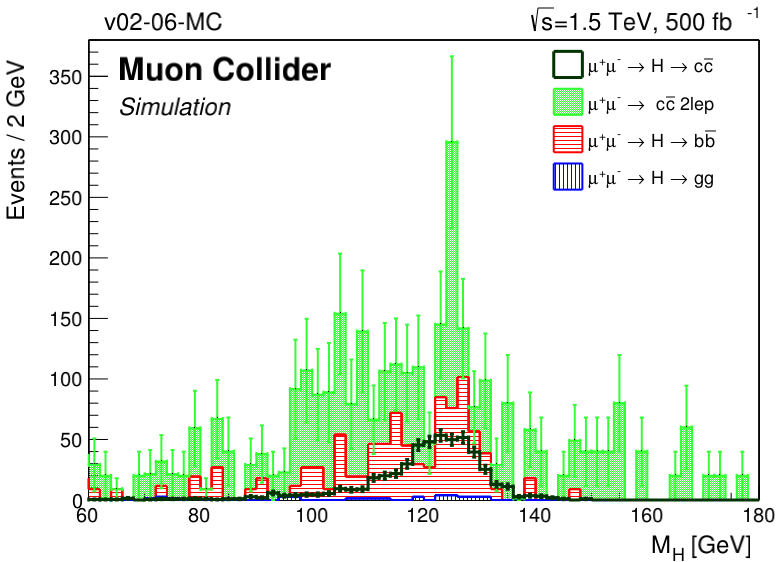 v02-06-MC
√s=1.5 TeV, 500 fb⁻¹
Muon Collider
Simulation
μ⁺μ⁻ → H → cc̅
μ⁺μ⁻ → cc̅ 2lep
μ⁺μ⁻ → H → bb̅
μ⁺μ⁻ → H → gg
Events / 2 GeV
350
300
250
200
150
100
50
0
60 80 100 120 140 160 180
M_H [GeV]